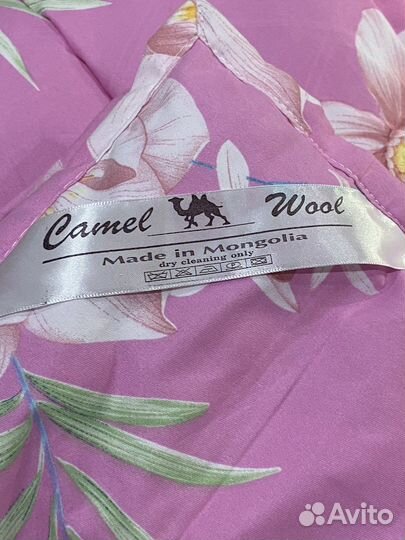 Camel Wool
Made in Mongolia
dry cleaning only
Avito